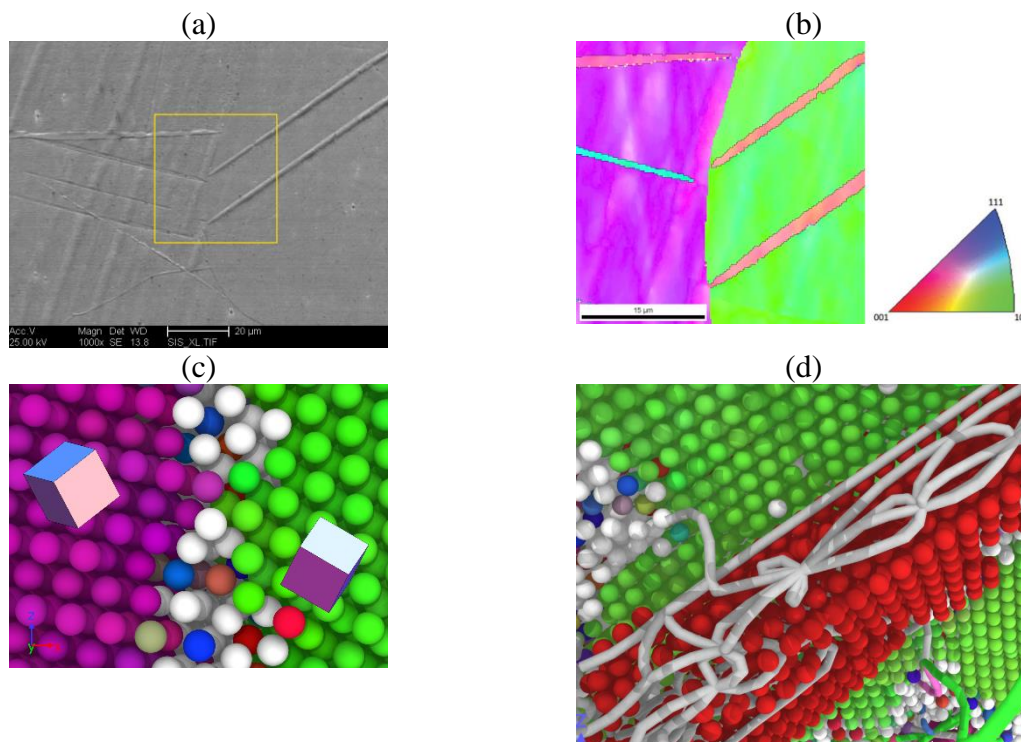 (a)
(b)
Acc.V Magn Det WD 20 µm
25.00 kV 1000x SE 13.8 SIS_XL.TIF
15 µm
111
001
10
(c)
(d)
Z
y